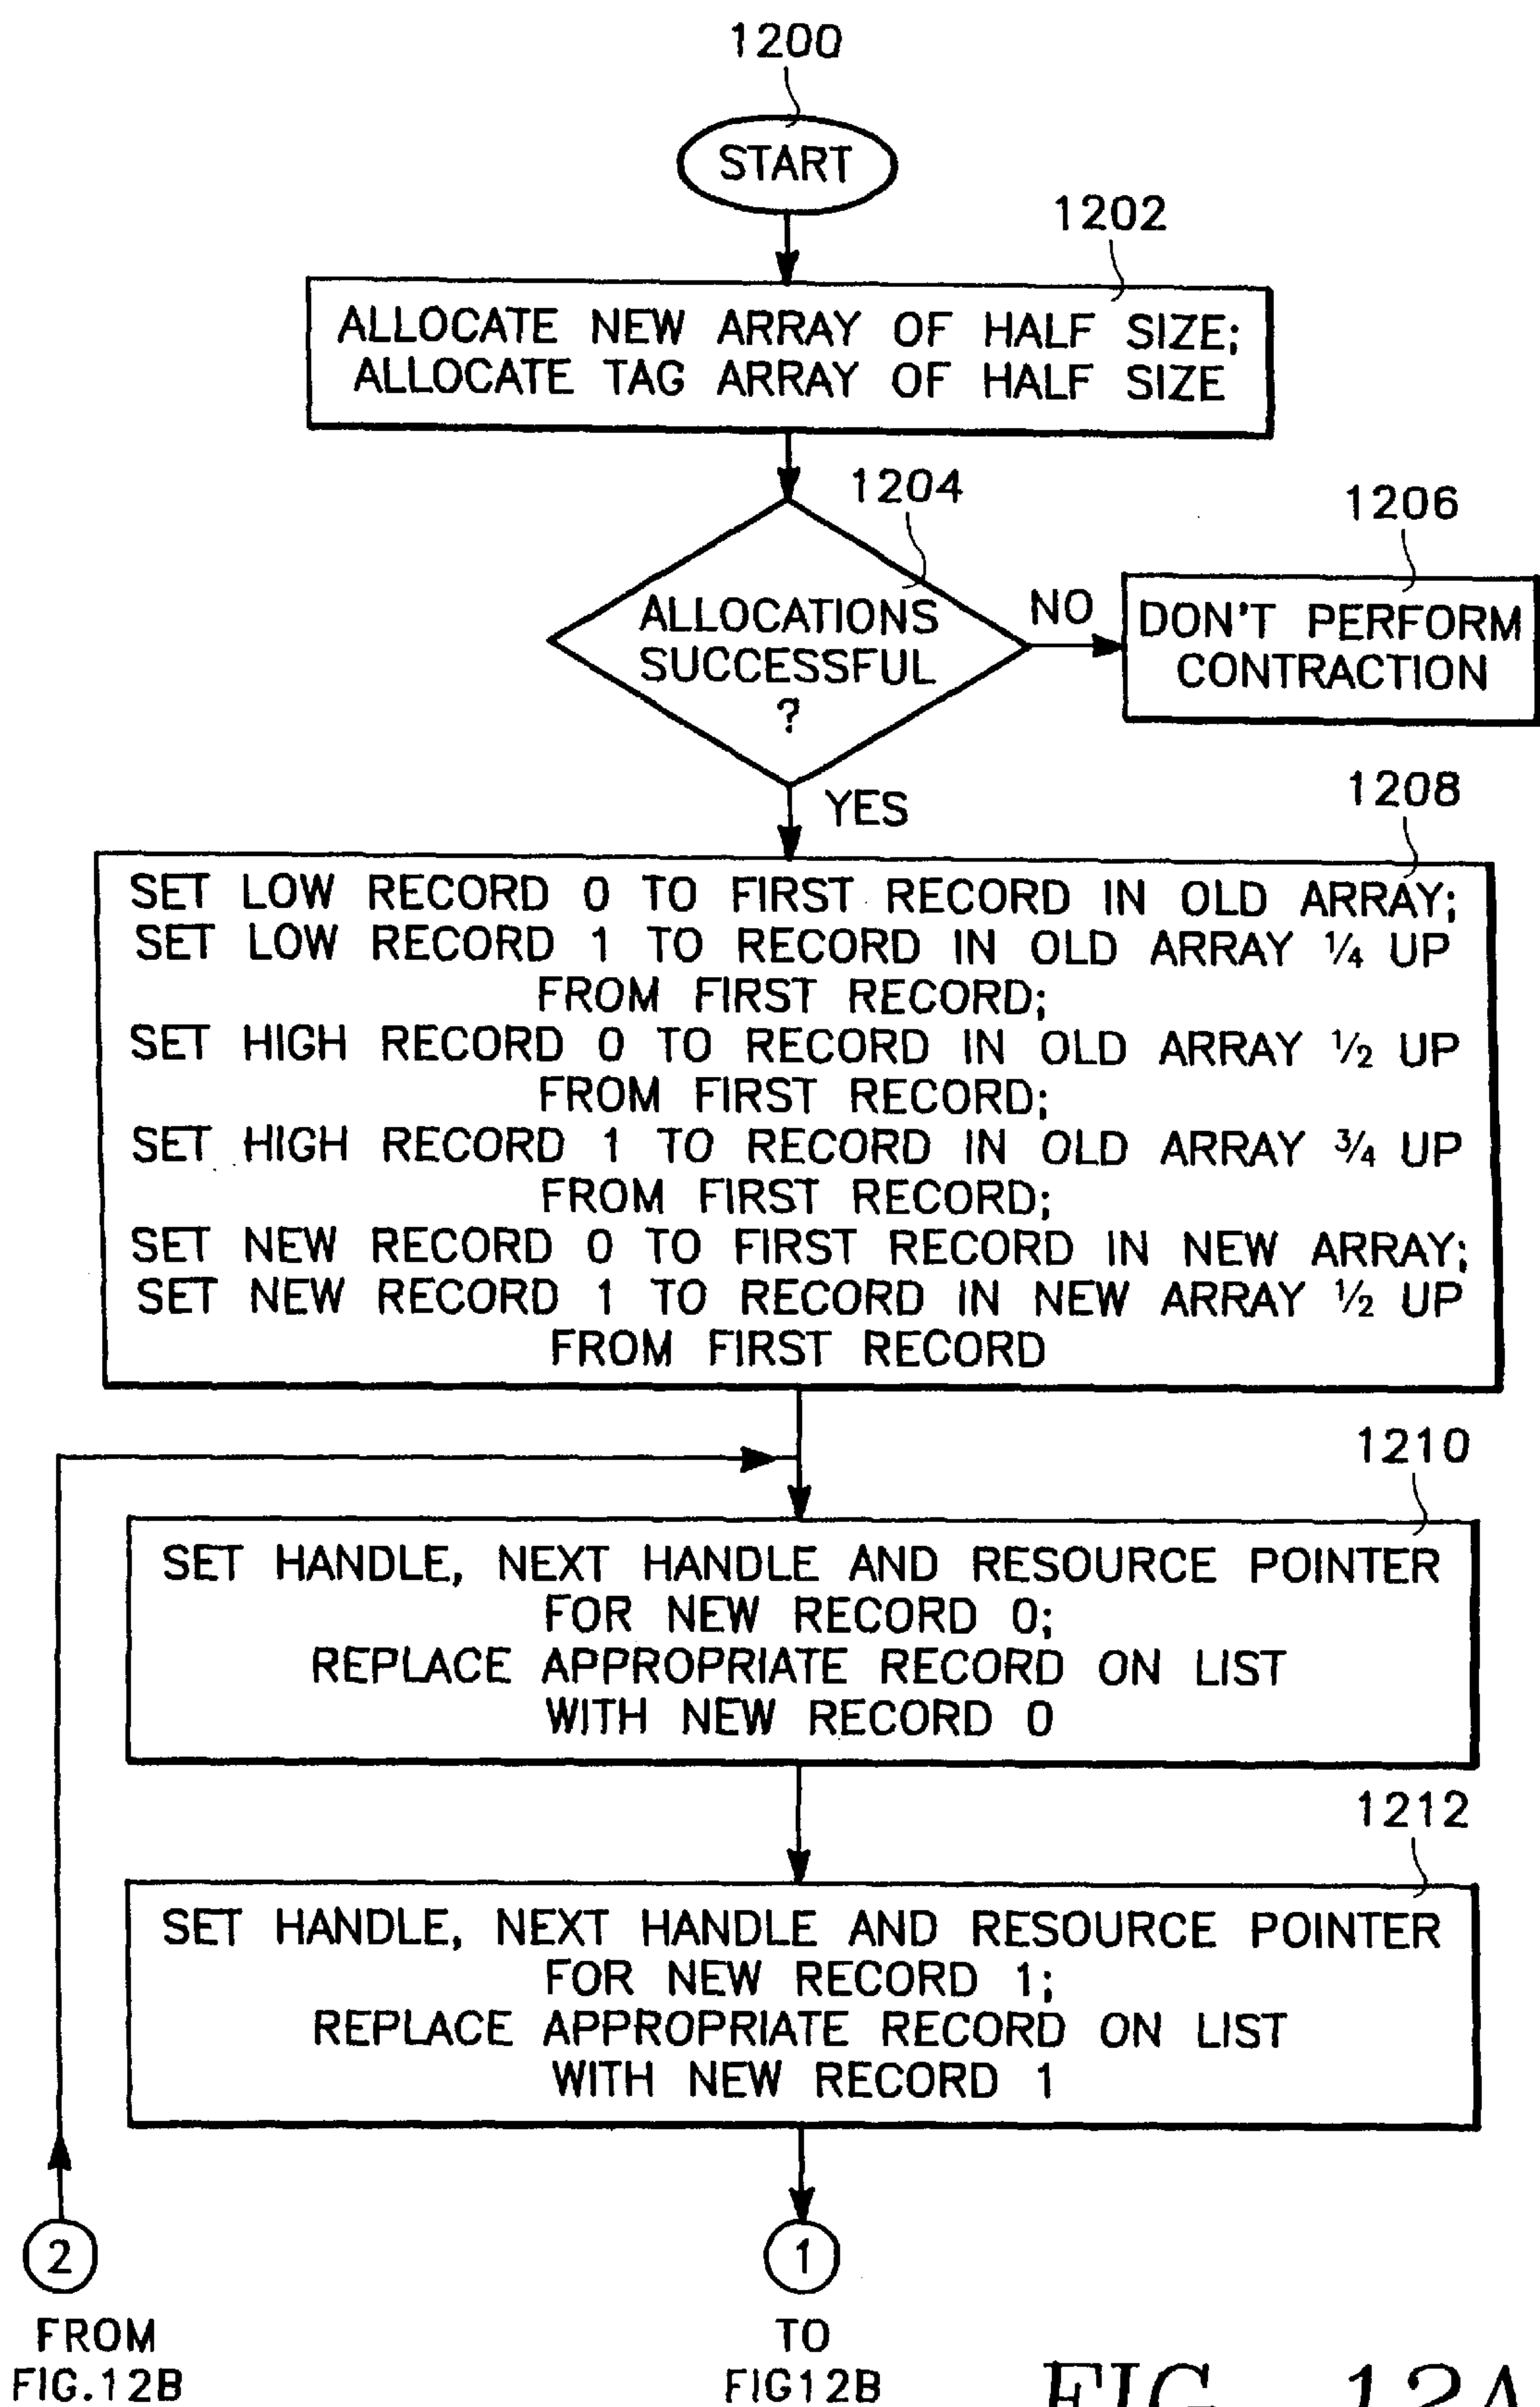 1200
START
1202
ALLOCATE NEW ARRAY OF HALF SIZE;
ALLOCATE TAG ARRAY OF HALF SIZE
1204
1206
ALLOCATIONS
SUCCESSFUL
?
NO
DON'T PERFORM
CONTRACTION
YES
1208
SET LOW RECORD 0 TO FIRST RECORD IN OLD ARRAY;
SET LOW RECORD 1 TO RECORD IN OLD ARRAY ¼ UP
FROM FIRST RECORD;
SET HIGH RECORD 0 TO RECORD IN OLD ARRAY ½ UP
FROM FIRST RECORD;
SET HIGH RECORD 1 TO RECORD IN OLD ARRAY ¾ UP
FROM FIRST RECORD;
SET NEW RECORD 0 TO FIRST RECORD IN NEW ARRAY;
SET NEW RECORD 1 TO RECORD IN NEW ARRAY ½ UP
FROM FIRST RECORD
1210
SET HANDLE, NEXT HANDLE AND RESOURCE POINTER
FOR NEW RECORD 0;
REPLACE APPROPRIATE RECORD ON LIST
WITH NEW RECORD 0
1212
SET HANDLE, NEXT HANDLE AND RESOURCE POINTER
FOR NEW RECORD 1;
REPLACE APPROPRIATE RECORD ON LIST
WITH NEW RECORD 1
2
FROM
FIG.12B
1
TO
FIG12B
FIG. 12A